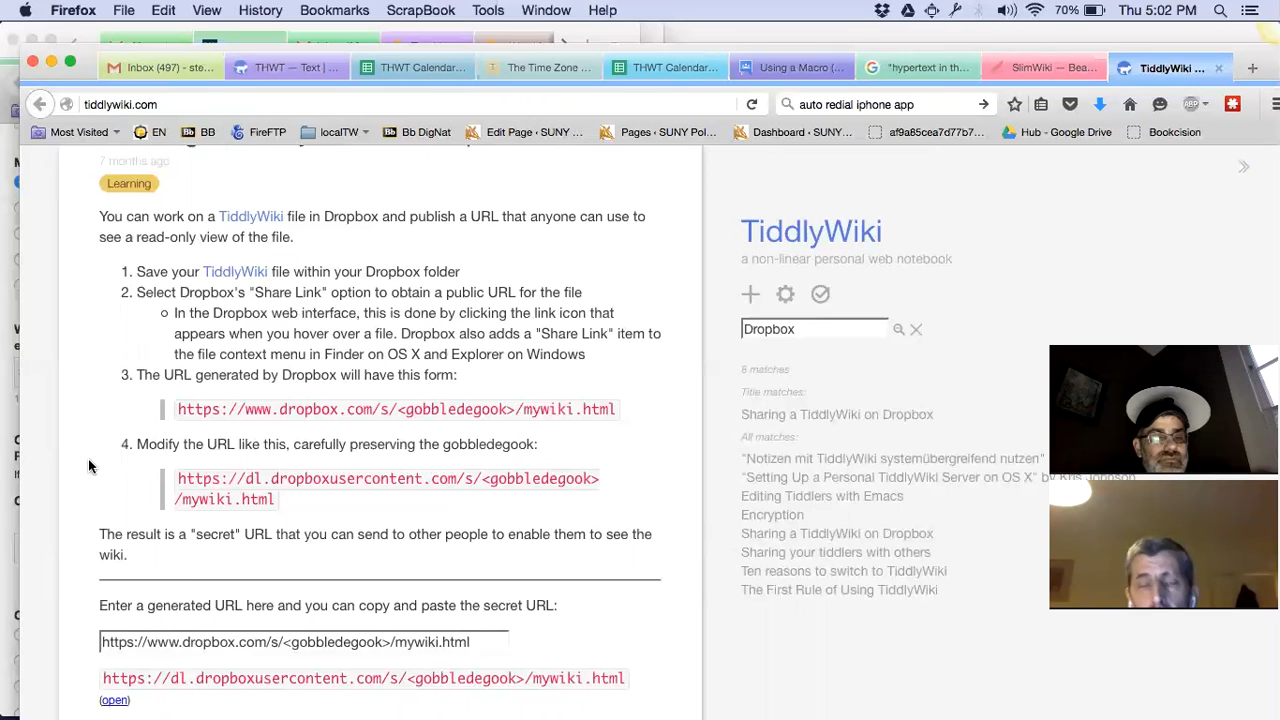 Firefox File Edit View History Bookmarks ScrapBook Tools Window Help 70% Thu 5:02 PM
Inbox (497) - ste... THWT — Text | ... THWT Calendar... The Time Zone ... THWT Calendar... Using a Macro (... "hypertext in th... SlimWiki — Bea... TiddlyWiki ...
tiddlywiki.com auto redial iphone app
Most Visited EN BB FireFTP localTW Bb DigNat Edit Page ‹ SUNY ... Pages ‹ SUNY Pol... Dashboard ‹ SUNY... af9a85cea7d77b7... Hub - Google Drive Bookcision
7 months ago
Learning
You can work on a TiddlyWiki file in Dropbox and publish a URL that anyone can use to
see a read-only view of the file.
1. Save your TiddlyWiki file within your Dropbox folder
2. Select Dropbox's "Share Link" option to obtain a public URL for the file
In the Dropbox web interface, this is done by clicking the link icon that
appears when you hover over a file. Dropbox also adds a "Share Link" item to
the file context menu in Finder on OS X and Explorer on Windows
3. The URL generated by Dropbox will have this form:
https://www.dropbox.com/s/<gobbledegook>/mywiki.html
4. Modify the URL like this, carefully preserving the gobbledegook:
https://dl.dropboxusercontent.com/s/<gobbledegook>
/mywiki.html
The result is a "secret" URL that you can send to other people to enable them to see the
wiki.
Enter a generated URL here and you can copy and paste the secret URL:
https://www.dropbox.com/s/<gobbledegook>/mywiki.html
https://dl.dropboxusercontent.com/s/<gobbledegook>/mywiki.html
(open)
TiddlyWiki
a non-linear personal web notebook
Dropbox
8 matches
Title matches:
Sharing a TiddlyWiki on Dropbox
All matches:
"Notizen mit TiddlyWiki systemübergreifend nutzen"
"Setting Up a Personal TiddlyWiki Server on OS X" by Kris Johnson
Editing Tiddlers with Emacs
Encryption
Sharing a TiddlyWiki on Dropbox
Sharing your tiddlers with others
Ten reasons to switch to TiddlyWiki
The First Rule of Using TiddlyWiki